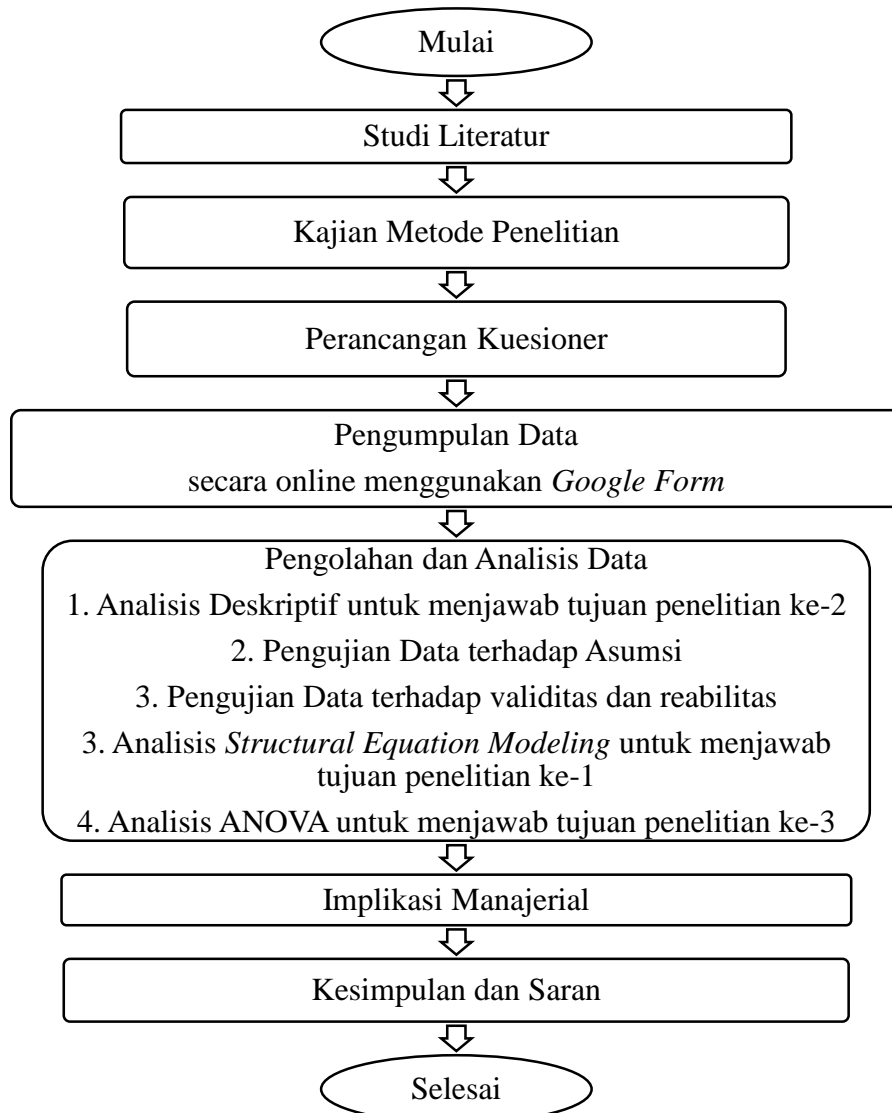 Mulai
Studi Literatur
Kajian Metode Penelitian
Perancangan Kuesioner
Pengumpulan Data
secara online menggunakan Google Form
Pengolahan dan Analisis Data
1. Analisis Deskriptif untuk menjawab tujuan penelitian ke-2
2. Pengujian Data terhadap Asumsi
3. Pengujian Data terhadap validitas dan reabilitas
3. Analisis Structural Equation Modeling untuk menjawab
tujuan penelitian ke-1
4. Analisis ANOVA untuk menjawab tujuan penelitian ke-3
Implikasi Manajerial
Kesimpulan dan Saran
Selesai